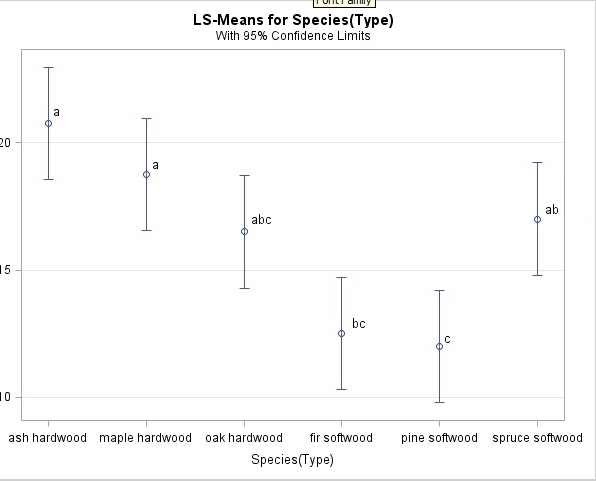 Font Family
LS-Means for Species(Type)
With 95% Confidence Limits
a
a
abc
bc
c
ab
20
15
10
ash hardwood maple hardwood oak hardwood fir softwood pine softwood spruce softwood
Species(Type)